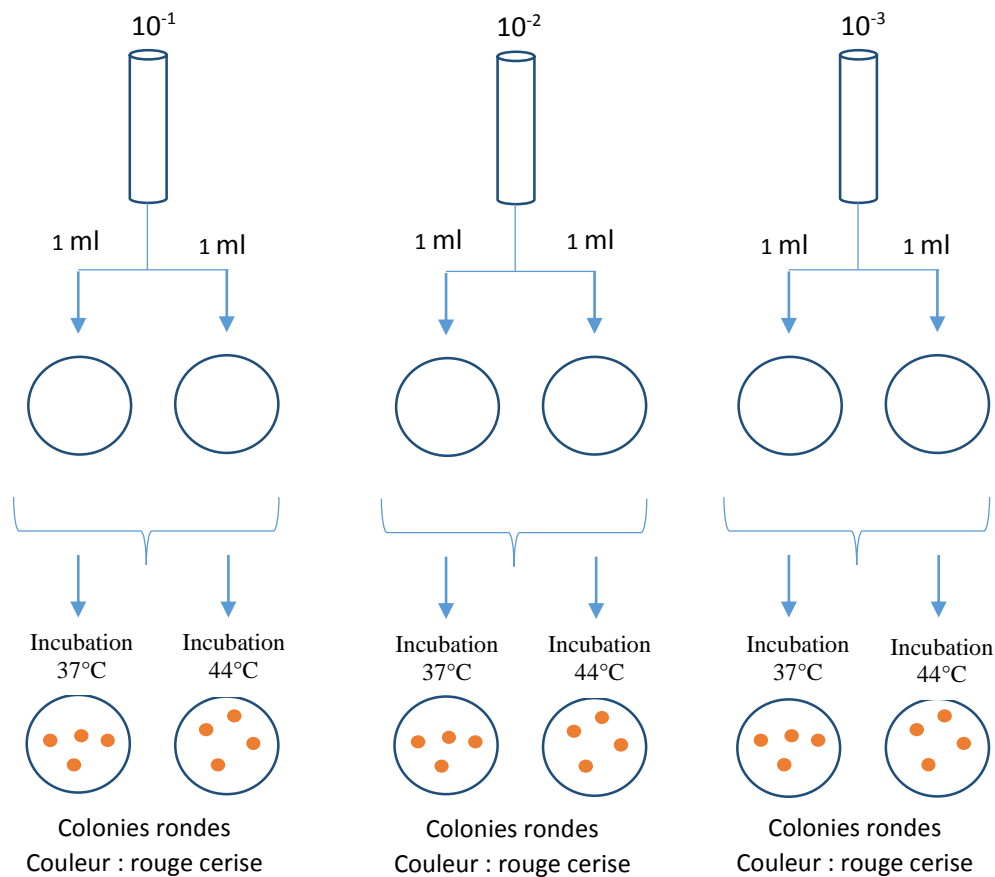 10⁻¹
10⁻²
10⁻³
1 ml
1 ml
1 ml
1 ml
1 ml
1 ml
Incubation
37°C
Incubation
44°C
Incubation
37°C
Incubation
44°C
Incubation
37°C
Incubation
44°C
Colonies rondes
Couleur : rouge cerise
Colonies rondes
Couleur : rouge cerise
Colonies rondes
Couleur : rouge cerise